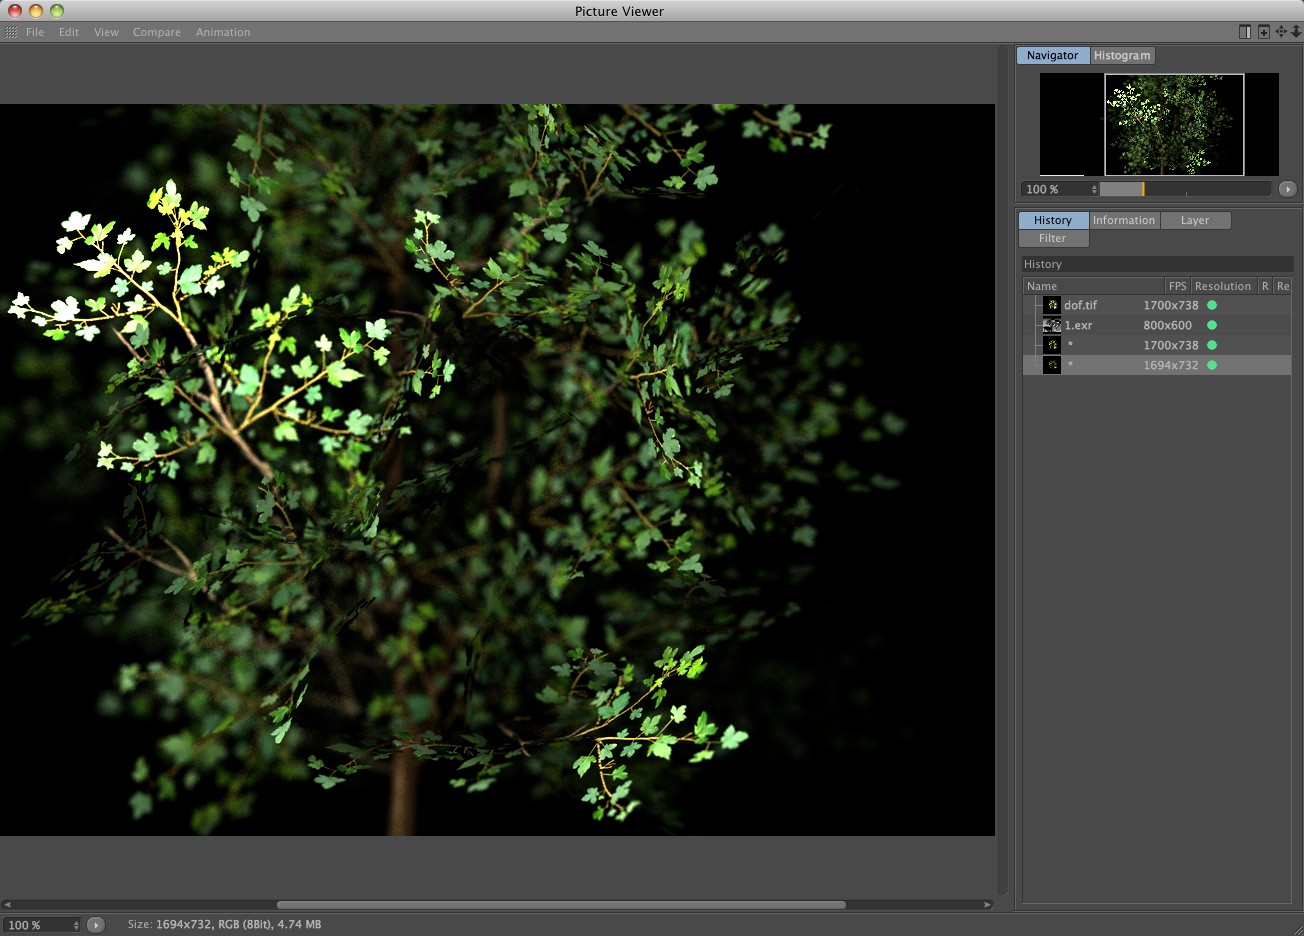 Picture Viewer
File Edit View Compare Animation
Navigator Histogram
100 %
History Information Layer
Filter
History
Name FPS Resolution R Re
dof.tif 1700x738
1.exr 800x600
* 1700x738
* 1694x732
100 % Size: 1694x732, RGB (8Bit), 4.74 MB